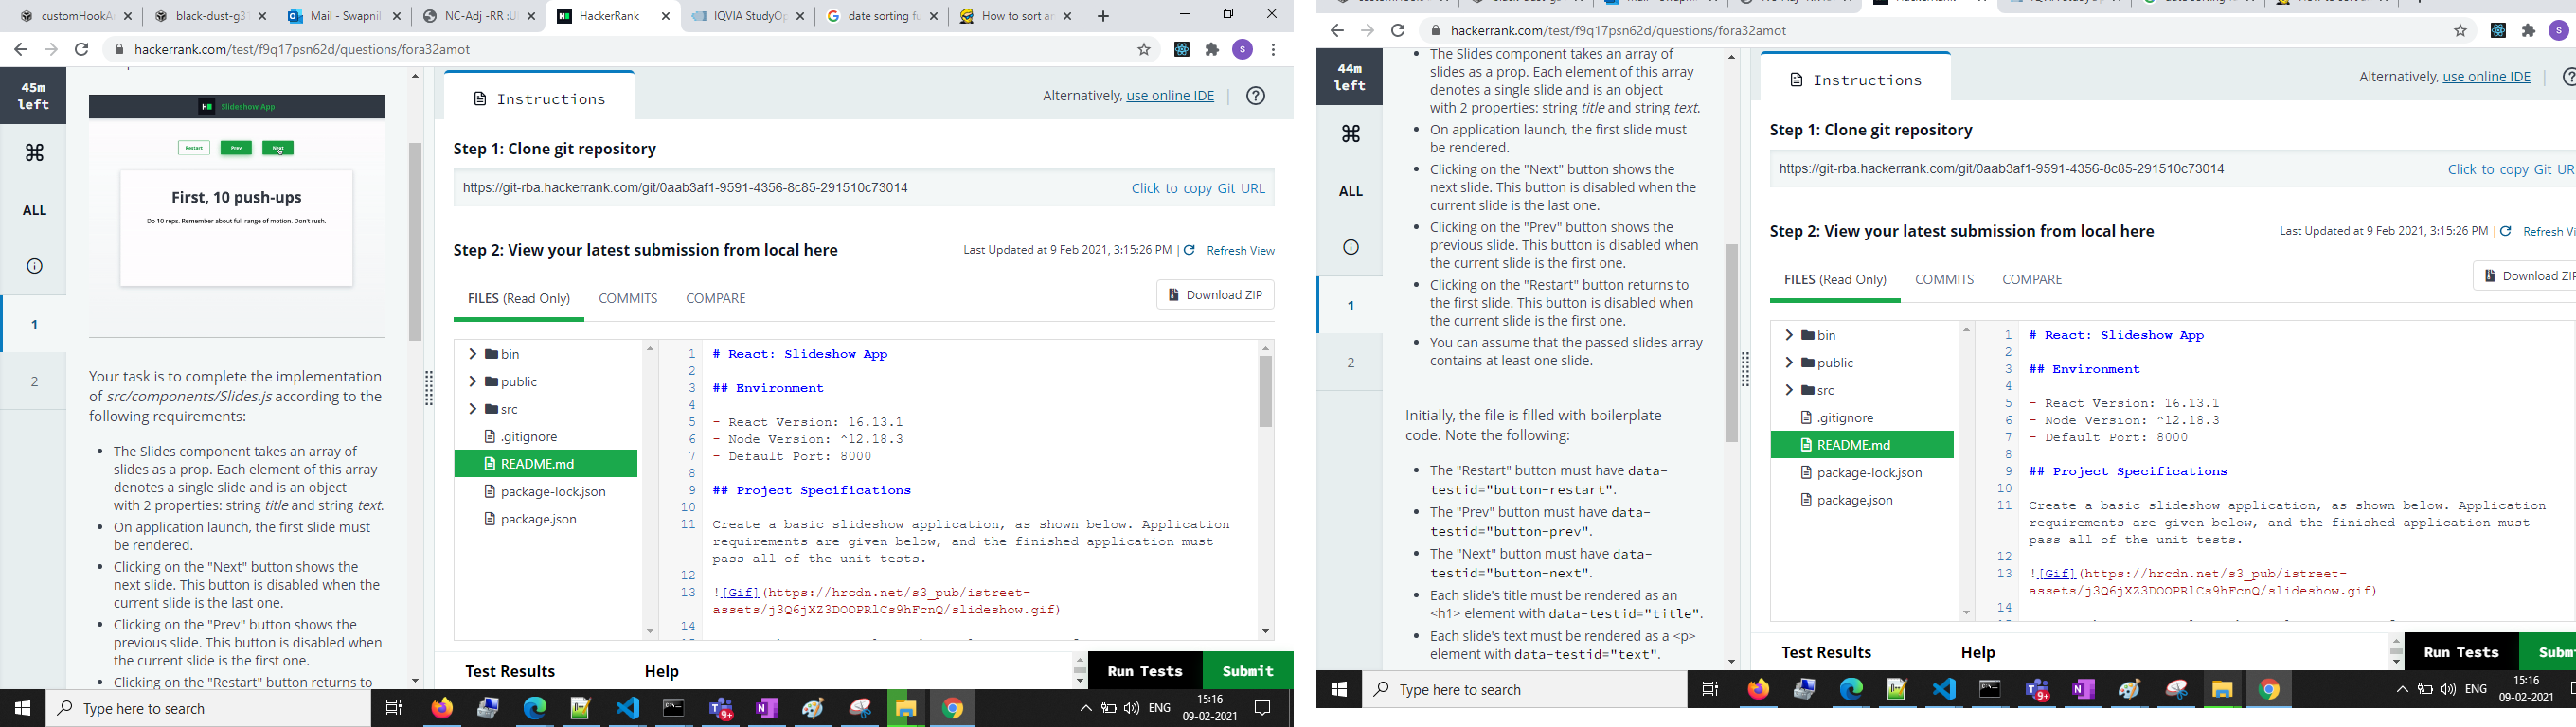 customHookA
black-dust-g31
Mail - Swapnil
NC-Adj -RR :U
HackerRank
IQVIA StudyOp
date sorting fu
How to sort an
hackerrank.com/test/f9q17psn62d/questions/fora32amot
S
45m
left
ALL
1
2
Slideshow App
Restart
Prev
Next
First, 10 push-ups
Do 10 reps. Remember about full range of motion. Don't rush.
Your task is to complete the implementation
of src/components/Slides.js according to the
following requirements:
The Slides component takes an array of
slides as a prop. Each element of this array
denotes a single slide and is an object
with 2 properties: string title and string text.
On application launch, the first slide must
be rendered.
Clicking on the "Next" button shows the
next slide. This button is disabled when the
current slide is the last one.
Clicking on the "Prev" button shows the
previous slide. This button is disabled when
the current slide is the first one.
Clicking on the "Restart" button returns to
Instructions
Alternatively, use online IDE
Step 1: Clone git repository
https://git-rba.hackerrank.com/git/0aab3af1-9591-4356-8c85-291510c73014
Click to copy Git URL
Step 2: View your latest submission from local here
Last Updated at 9 Feb 2021, 3:15:26 PM | Refresh View
FILES (Read Only)
COMMITS
COMPARE
Download ZIP
bin
public
src
.gitignore
README.md
package-lock.json
package.json
1 # React: Slideshow App
2
3 ## Environment
4
5 - React Version: 16.13.1
6 - Node Version: ^12.18.3
7 - Default Port: 8000
8
9 ## Project Specifications
10
11 Create a basic slideshow application, as shown below. Application
requirements are given below, and the finished application must
pass all of the unit tests.
12
13 ![Gif](https://hrcdn.net/s3_pub/istreet-
assets/j3Q6jXZ3DOOPRlCs9hFcnQ/slideshow.gif)
14
Test Results
Help
Run Tests
Submit
Type here to search
9+
ENG
15:16
09-02-2021
hackerrank.com/test/f9q17psn62d/questions/fora32amot
S
44m
left
ALL
1
2
The Slides component takes an array of
slides as a prop. Each element of this array
denotes a single slide and is an object
with 2 properties: string title and string text.
On application launch, the first slide must
be rendered.
Clicking on the "Next" button shows the
next slide. This button is disabled when the
current slide is the last one.
Clicking on the "Prev" button shows the
previous slide. This button is disabled when
the current slide is the first one.
Clicking on the "Restart" button returns to
the first slide. This button is disabled when
the current slide is the first one.
You can assume that the passed slides array
contains at least one slide.
Initially, the file is filled with boilerplate
code. Note the following:
The "Restart" button must have data-
testid="button-restart".
The "Prev" button must have data-
testid="button-prev".
The "Next" button must have data-
testid="button-next".
Each slide's title must be rendered as an
<h1> element with data-testid="title".
Each slide's text must be rendered as a <p>
element with data-testid="text".
Instructions
Alternatively, use online IDE
Step 1: Clone git repository
https://git-rba.hackerrank.com/git/0aab3af1-9591-4356-8c85-291510c73014
Click to copy Git UR
Step 2: View your latest submission from local here
Last Updated at 9 Feb 2021, 3:15:26 PM | Refresh Vi
FILES (Read Only)
COMMITS
COMPARE
Download ZIP
bin
public
src
.gitignore
README.md
package-lock.json
package.json
1 # React: Slideshow App
2
3 ## Environment
4
5 - React Version: 16.13.1
6 - Node Version: ^12.18.3
7 - Default Port: 8000
8
9 ## Project Specifications
10
11 Create a basic slideshow application, as shown below. Application
requirements are given below, and the finished application must
pass all of the unit tests.
12
13 ![Gif](https://hrcdn.net/s3_pub/istreet-
assets/j3Q6jXZ3DOOPRlCs9hFcnQ/slideshow.gif)
14
Test Results
Help
Run Tests
Submi
Type here to search
9+
ENG
15:16
09-02-2021